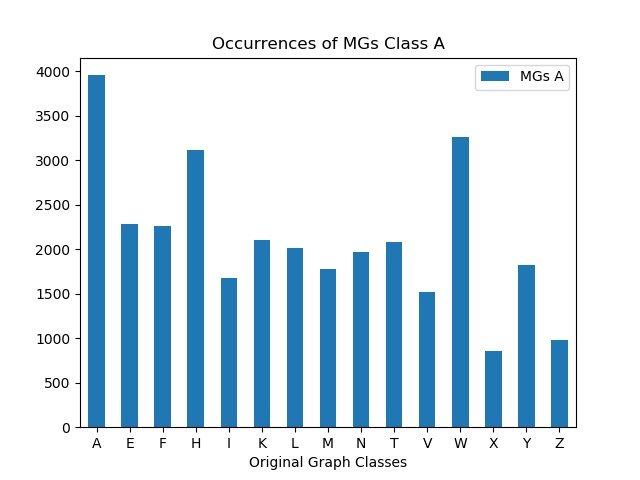 Occurrences of MGs Class A
MGs A
4000
3500
3000
2500
2000
1500
1000
500
0
A E F H I K L M N T V W X Y Z
Original Graph Classes